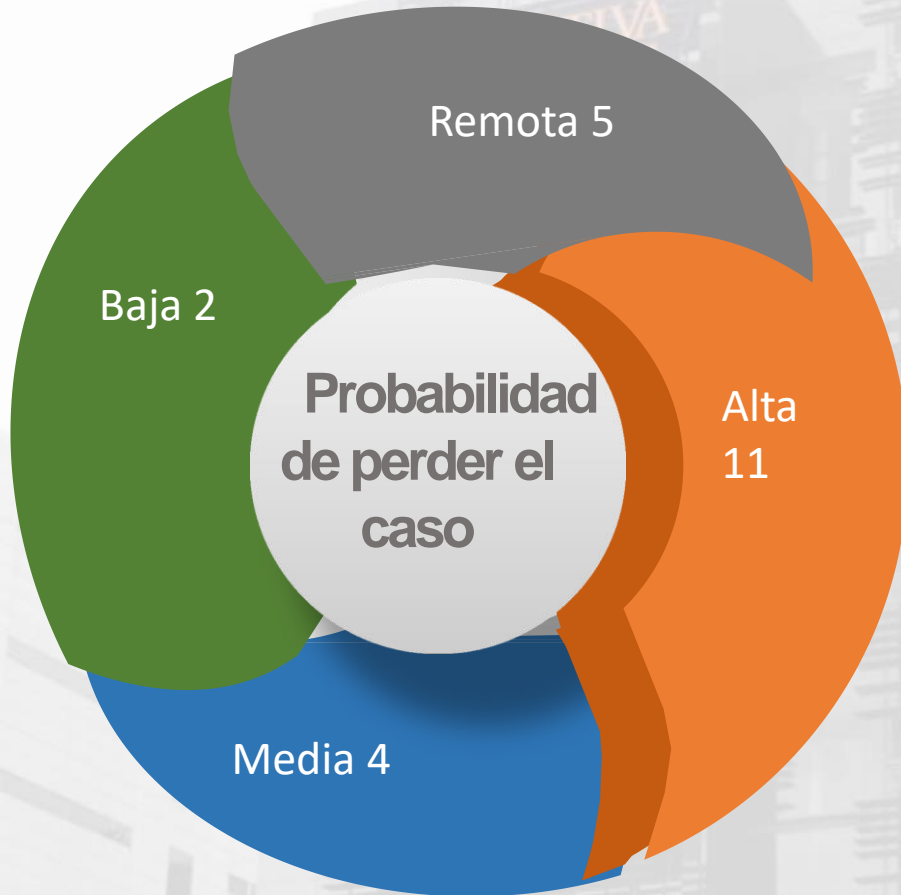 Remota 5
Baja 2
Probabilidad
de perder el
caso
Alta
11
Media 4